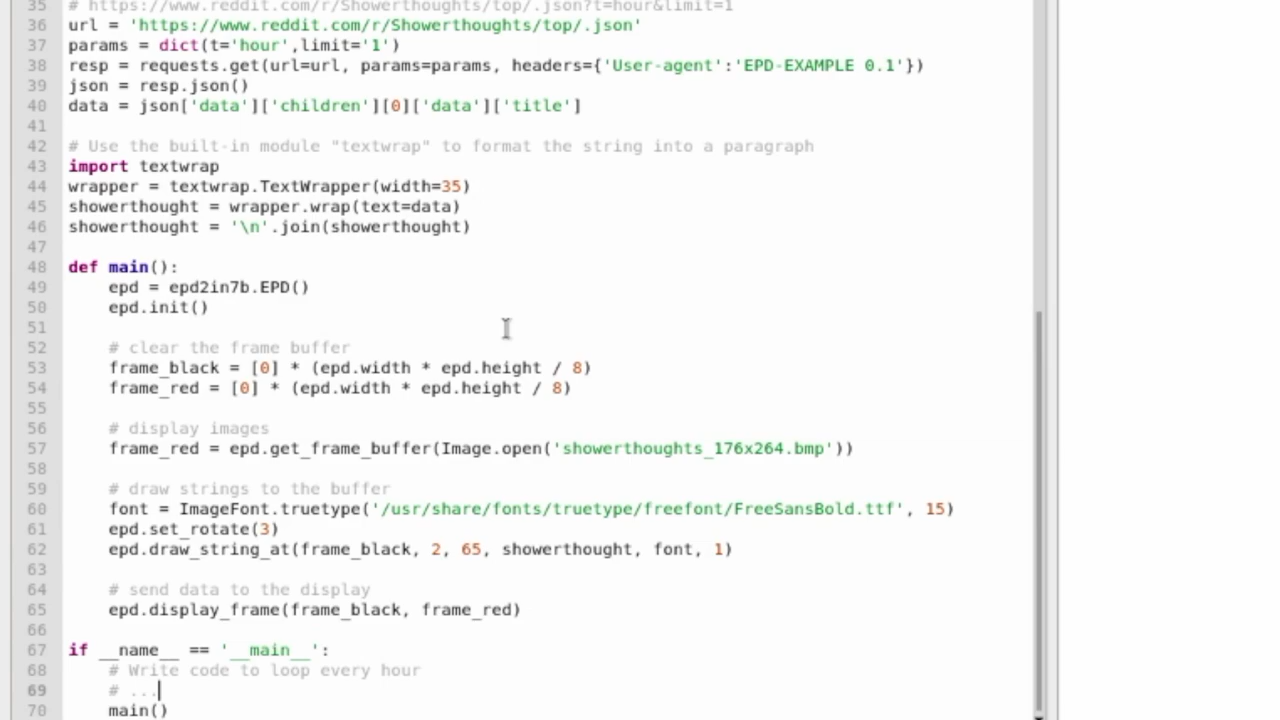 35 # https://www.reddit.com/r/Showerthoughts/top/.json?t=hour&limit=1
36 url = 'https://www.reddit.com/r/Showerthoughts/top/.json'
37 params = dict(t='hour',limit='1')
38 resp = requests.get(url=url, params=params, headers={'User-agent':'EPD-EXAMPLE 0.1'})
39 json = resp.json()
40 data = json['data']['children'][0]['data']['title']
41
42 # Use the built-in module "textwrap" to format the string into a paragraph
43 import textwrap
44 wrapper = textwrap.TextWrapper(width=35)
45 showerthought = wrapper.wrap(text=data)
46 showerthought = '\n'.join(showerthought)
47
48 def main():
49     epd = epd2in7b.EPD()
50     epd.init()
51
52     # clear the frame buffer
53     frame_black = [0] * (epd.width * epd.height / 8)
54     frame_red = [0] * (epd.width * epd.height / 8)
55
56     # display images
57     frame_red = epd.get_frame_buffer(Image.open('showerthoughts_176x264.bmp'))
58
59     # draw strings to the buffer
60     font = ImageFont.truetype('/usr/share/fonts/truetype/freefont/FreeSansBold.ttf', 15)
61     epd.set_rotate(3)
62     epd.draw_string_at(frame_black, 2, 65, showerthought, font, 1)
63
64     # send data to the display
65     epd.display_frame(frame_black, frame_red)
66
67 if __name__ == '__main__':
68     # Write code to loop every hour
69     # ...
70     main()